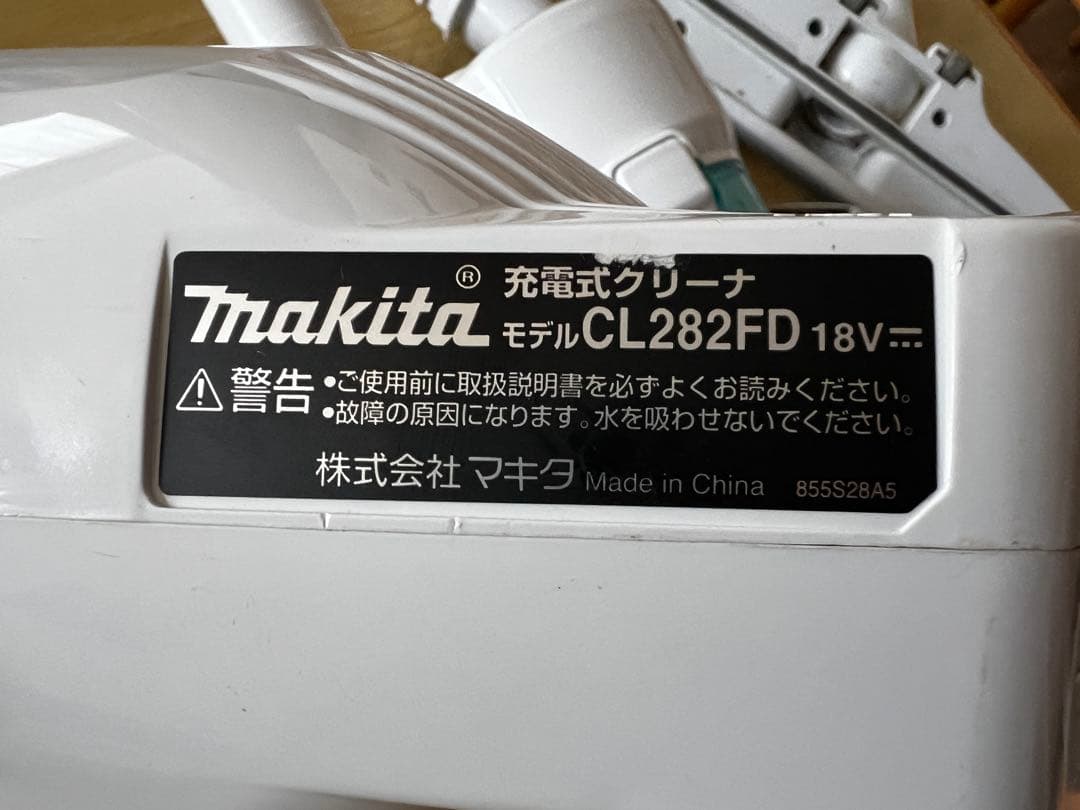 makita® 充電式クリーナ
モデルCL282FD 18V⎓
⚠警告 •ご使用前に取扱説明書を必ずよくお読みください。
•故障の原因になります。水を吸わせないでください。
株式会社マキタ Made in China 855S28A5